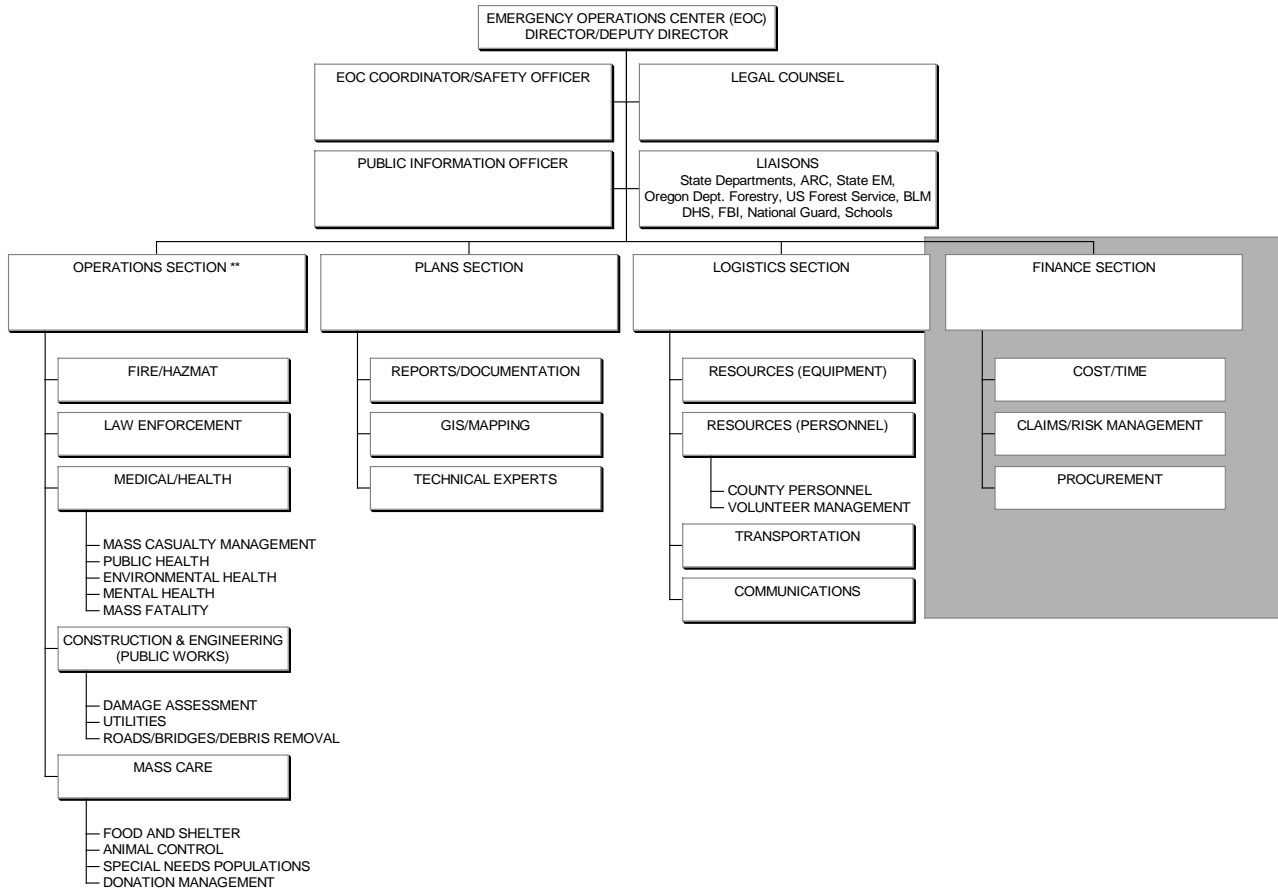 EMERGENCY OPERATIONS CENTER (EOC)
DIRECTOR/DEPUTY DIRECTOR
EOC COORDINATOR/SAFETY OFFICER
LEGAL COUNSEL
PUBLIC INFORMATION OFFICER
LIAISONS
State Departments, ARC, State EM,
Oregon Dept. Forestry, US Forest Service, BLM
DHS, FBI, National Guard, Schools
OPERATIONS SECTION **
PLANS SECTION
LOGISTICS SECTION
FINANCE SECTION
FIRE/HAZMAT
LAW ENFORCEMENT
MEDICAL/HEALTH
MASS CASUALTY MANAGEMENT
PUBLIC HEALTH
ENVIRONMENTAL HEALTH
MENTAL HEALTH
MASS FATALITY
CONSTRUCTION & ENGINEERING
(PUBLIC WORKS)
DAMAGE ASSESSMENT
UTILITIES
ROADS/BRIDGES/DEBRIS REMOVAL
MASS CARE
FOOD AND SHELTER
ANIMAL CONTROL
SPECIAL NEEDS POPULATIONS
DONATION MANAGEMENT
REPORTS/DOCUMENTATION
GIS/MAPPING
TECHNICAL EXPERTS
RESOURCES (EQUIPMENT)
RESOURCES (PERSONNEL)
COUNTY PERSONNEL
VOLUNTEER MANAGEMENT
TRANSPORTATION
COMMUNICATIONS
COST/TIME
CLAIMS/RISK MANAGEMENT
PROCUREMENT